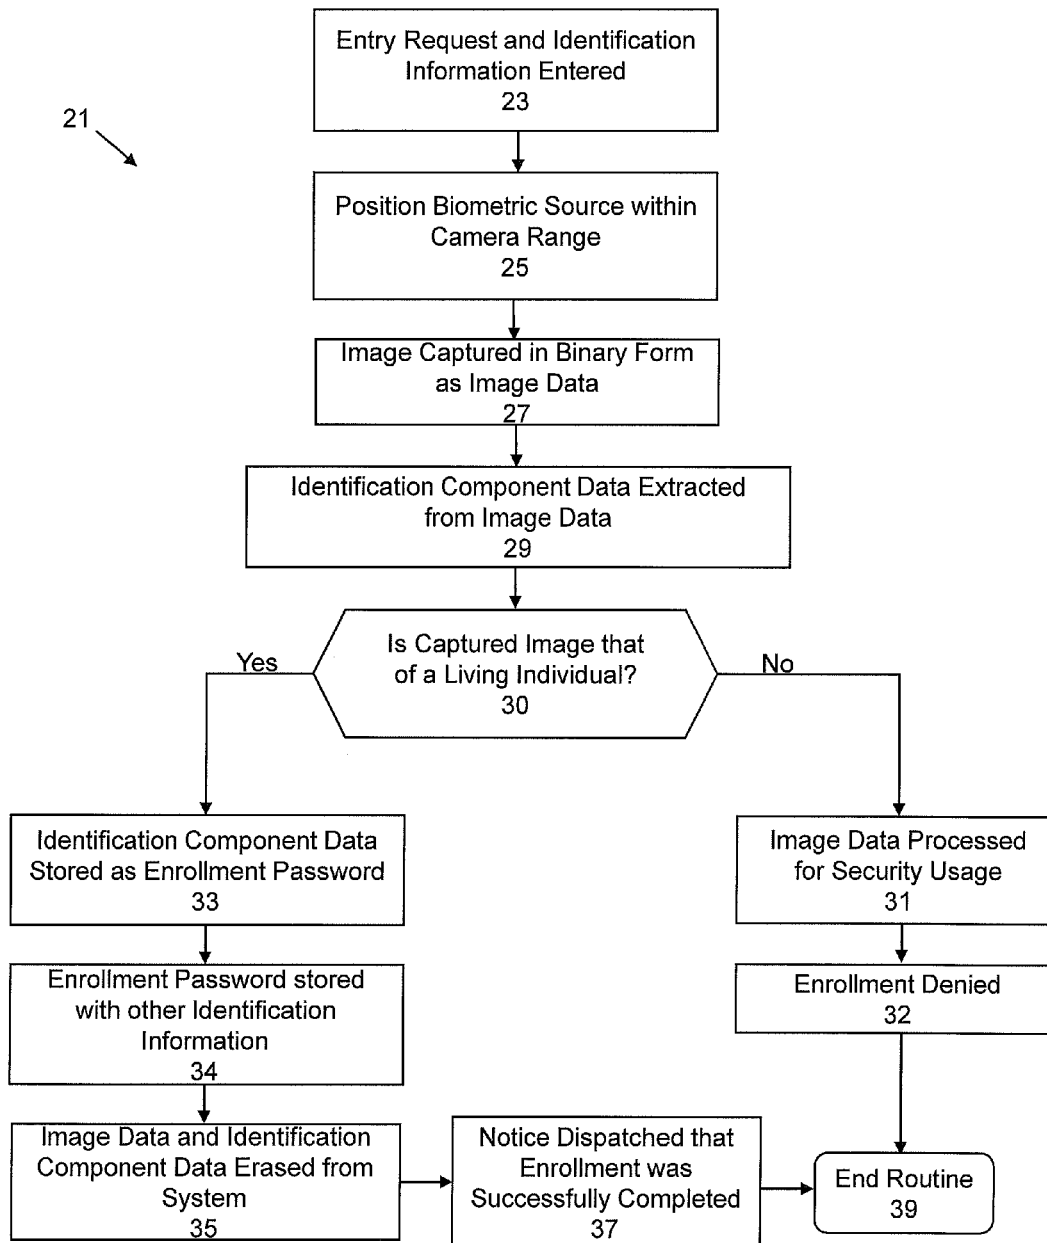 Entry Request and Identification
Information Entered
23
21
Position Biometric Source within
Camera Range
25
Image Captured in Binary Form
as Image Data
27
Identification Component Data Extracted
from Image Data
29
Is Captured Image that
of a Living Individual?
30
Yes
No
Identification Component Data
Stored as Enrollment Password
33
Image Data Processed
for Security Usage
31
Enrollment Password stored
with other Identification
Information
34
Enrollment Denied
32
Image Data and Identification
Component Data Erased from
System
35
Notice Dispatched that
Enrollment was
Successfully Completed
37
End Routine
39